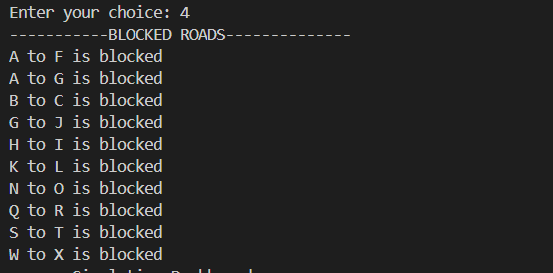 Enter your choice: 4
-----------BLOCKED ROADS--------------
A to F is blocked
A to G is blocked
B to C is blocked
G to J is blocked
H to I is blocked
K to L is blocked
N to O is blocked
Q to R is blocked
S to T is blocked
W to X is blocked